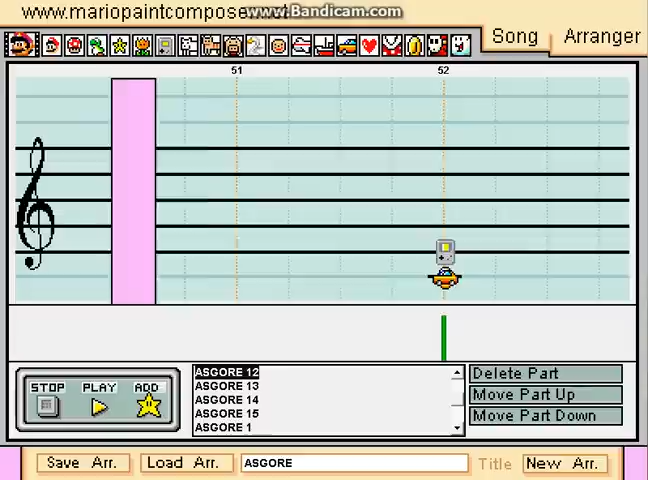 www.mariopaintcomposer.net
www.Bandicam.com
Song
Arranger
51
52
STOP
PLAY
ADD
ASGORE 12
ASGORE 13
ASGORE 14
ASGORE 15
ASGORE 1
Delete Part
Move Part Up
Move Part Down
Save Arr.
Load Arr.
ASGORE
Title
New Arr.